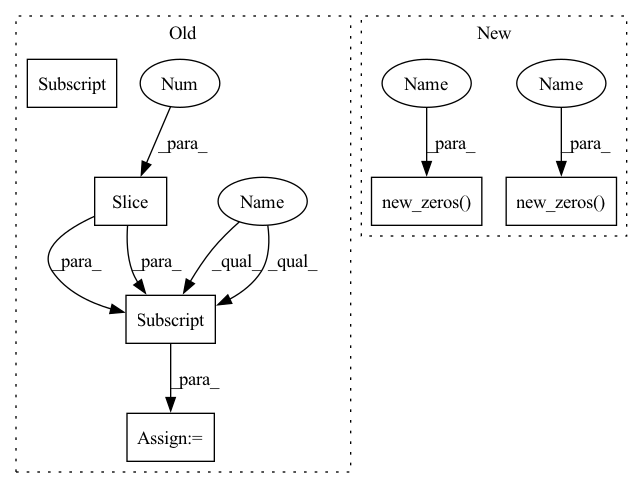 Old
New
Subscript
Num
Name
Name
_para_
_para_
_para_
Slice
Name
new_zeros()
new_zeros()
_para_
_para_
_qual_
_qual_
Subscript
_para_
Assign:=